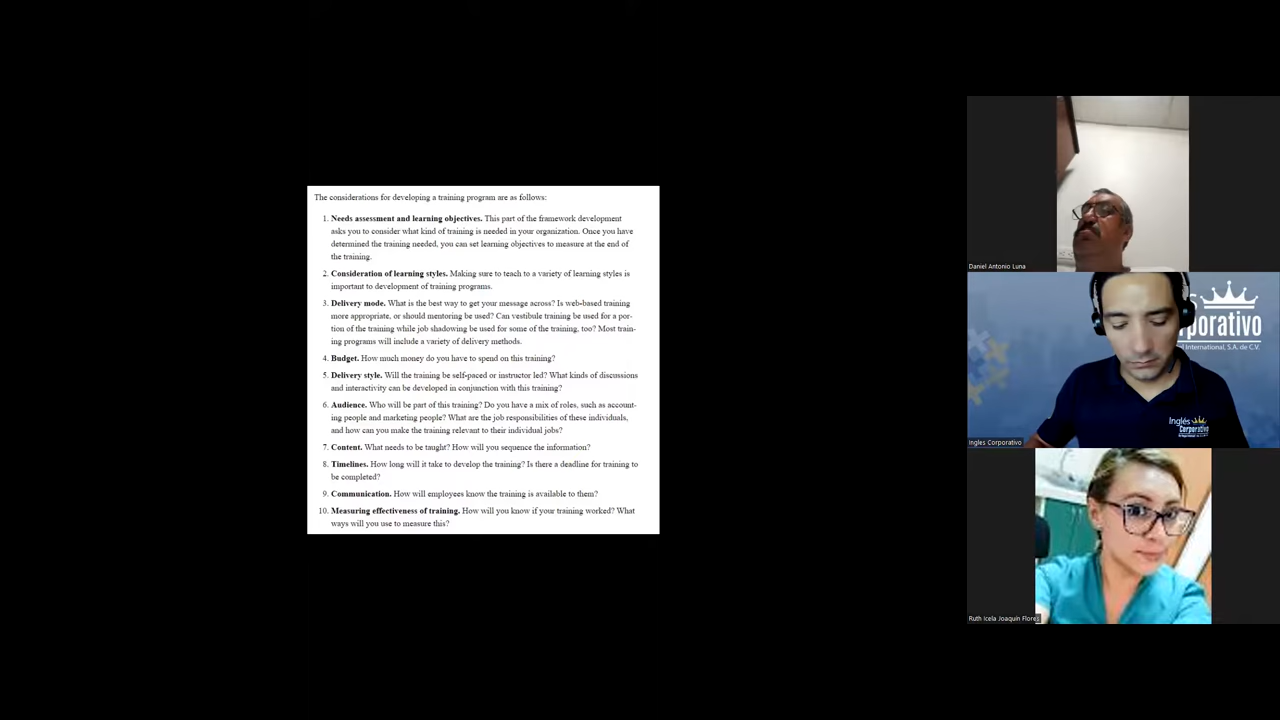 The considerations for developing a training program are as follows:
1. Needs assessment and learning objectives. This part of the framework development
asks you to consider what kind of training is needed in your organization. Once you have
determined the training needed, you can set learning objectives to measure at the end of
the training.
2. Consideration of learning styles. Making sure to teach to a variety of learning styles is
important to development of training programs.
3. Delivery mode. What is the best way to get your message across? Is web-based training
more appropriate, or should mentoring be used? Can vestibule training be used for a por-
tion of the training while job shadowing be used for some of the training, too? Most train-
ing programs will include a variety of delivery methods.
4. Budget. How much money do you have to spend on this training?
5. Delivery style. Will the training be self-paced or instructor led? What kinds of discussions
and interactivity can be developed in conjunction with this training?
6. Audience. Who will be part of this training? Do you have a mix of roles, such as account-
ing people and marketing people? What are the job responsibilities of these individuals,
and how can you make the training relevant to their individual jobs?
7. Content. What needs to be taught? How will you sequence the information?
8. Timelines. How long will it take to develop the training? Is there a deadline for training to
be completed?
9. Communication. How will employees know the training is available to them?
10. Measuring effectiveness of training. How will you know if your training worked? What
ways will you use to measure this?
Daniel Antonio Luna
International, S.A. de C.V.
Inglés
Corporativo
Ingles Corporativo
Ruth Icela Joaquin Flores